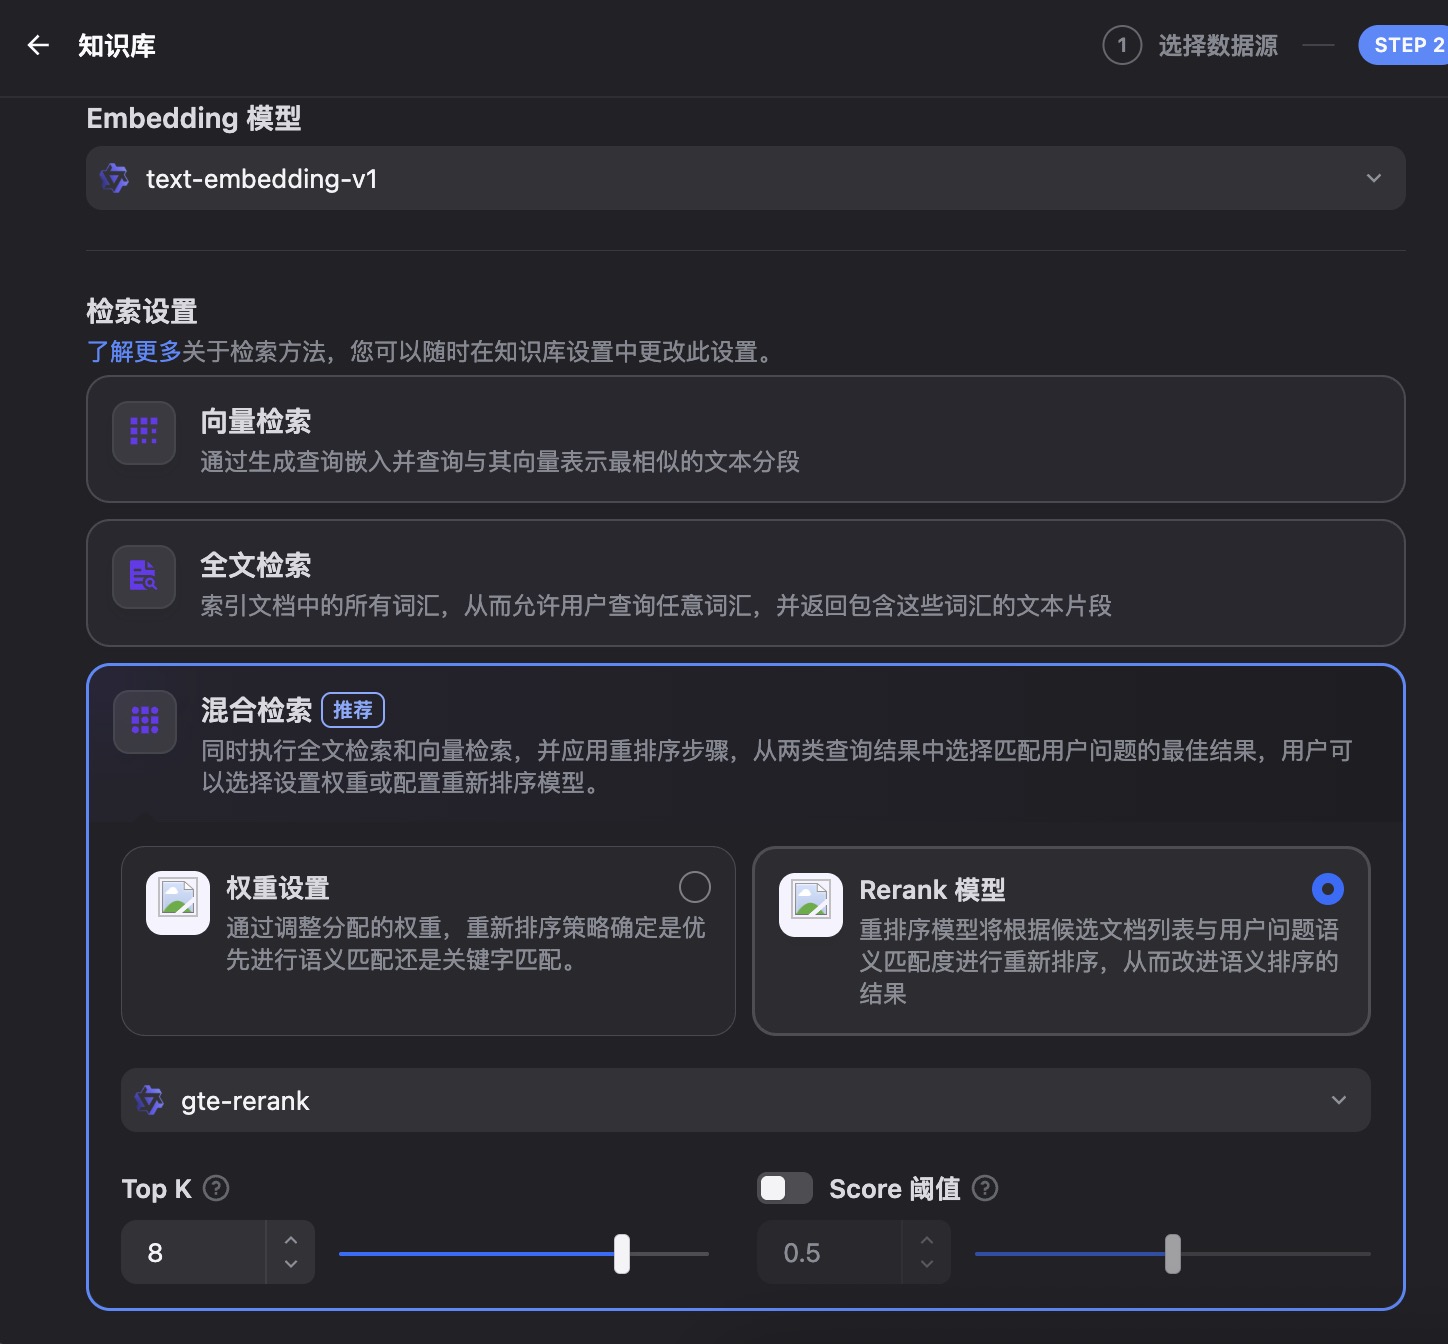 知识库
1 选择数据源
STEP 2
Embedding 模型
text-embedding-v1
检索设置
了解更多关于检索方法，您可以随时在知识库设置中更改此设置。
向量检索
通过生成查询嵌入并查询与其向量表示最相似的文本分段
全文检索
索引文档中的所有词汇，从而允许用户查询任意词汇，并返回包含这些词汇的文本片段
混合检索 推荐
同时执行全文检索和向量检索，并应用重排序步骤，从两类查询结果中选择匹配用户问题的最佳结果，用户可
以选择设置权重或配置重新排序模型。
权重设置
通过调整分配的权重，重新排序策略确定是优
先进行语义匹配还是关键字匹配。
Rerank 模型
重排序模型将根据候选文档列表与用户问题语
义匹配度进行重新排序，从而改进语义排序的
结果
gte-rerank
Top K ?
Score 阈值 ?
8
0.5